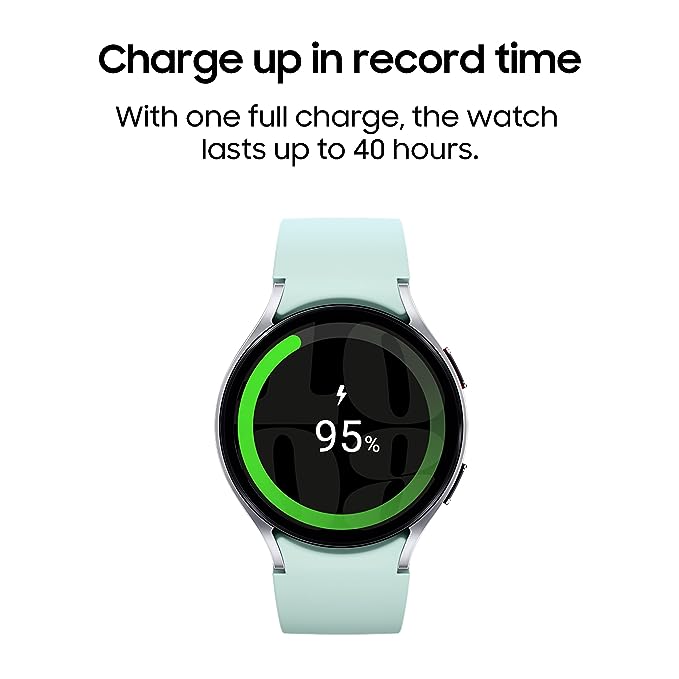 Charge up in record time
With one full charge, the watch
lasts up to 40 hours.
95%